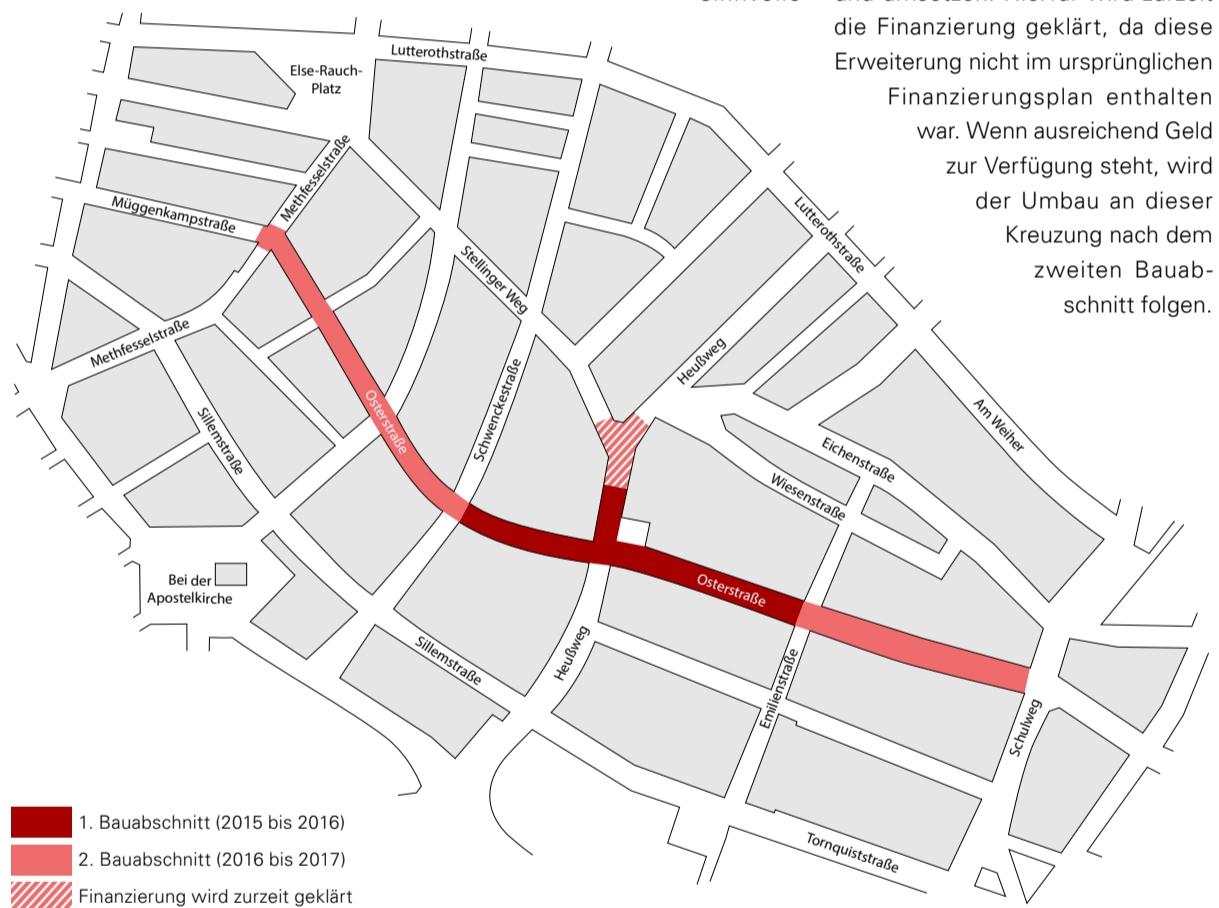 die Finanzierung geklärt, da diese
Erweiterung nicht im ursprünglichen
Finanzierungsplan enthalten
war. Wenn ausreichend Geld
zur Verfügung steht, wird
der Umbau an dieser
Kreuzung nach dem
zweiten Bauab-
schnitt folgen.
Lutterothstraße
Else-Rauch-
Platz
Methfesselstraße
Müggenkampstraße
Lutterothstraße
Stellinger Weg
Methfesselstraße
Heußweg
Osterstraße
Schwenckestraße
Sillemstraße
Am Weiher
Eichenstraße
Wiesenstraße
Bei der
Apostelkirche
Osterstraße
Sillemstraße
Heußweg
Emilienstraße
Schulweg
Tornquiststraße
1. Bauabschnitt (2015 bis 2016)
2. Bauabschnitt (2016 bis 2017)
Finanzierung wird zurzeit geklärt